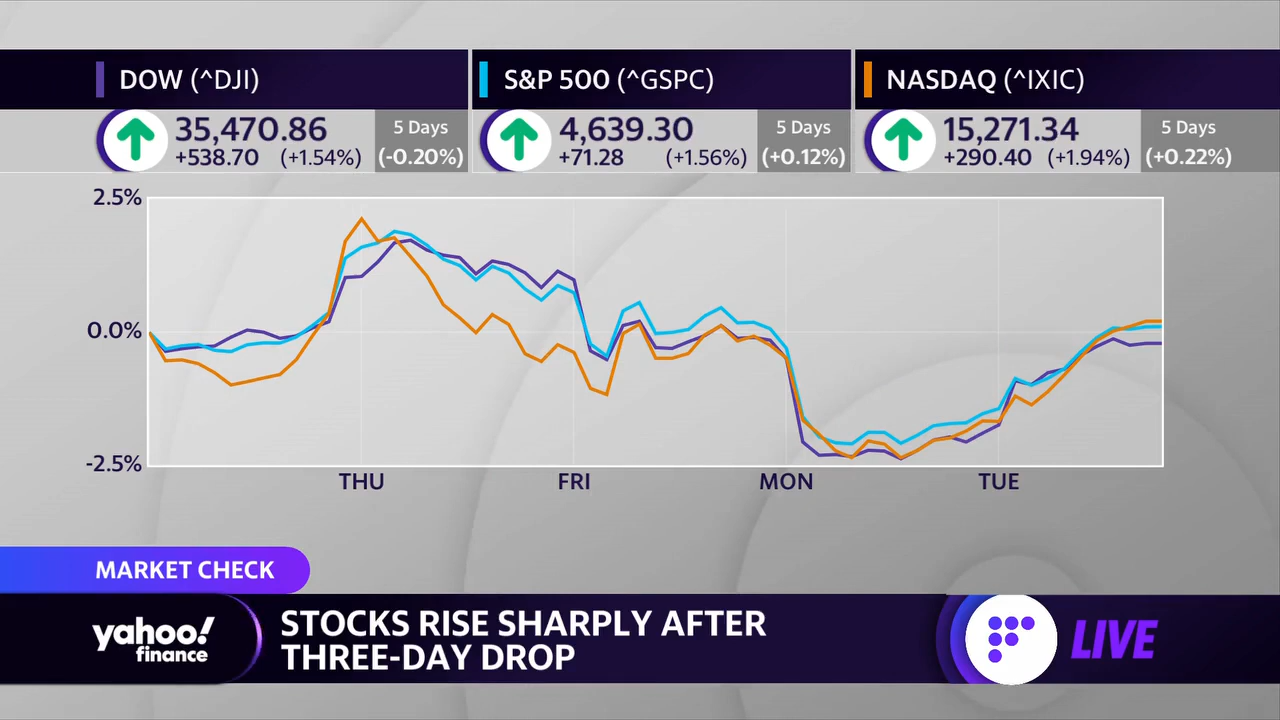 DOW (^DJI)
35,470.86
+538.70 (+1.54%)
5 Days
(-0.20%)
S&P 500 (^GSPC)
4,639.30
+71.28 (+1.56%)
5 Days
(+0.12%)
NASDAQ (^IXIC)
15,271.34
+290.40 (+1.94%)
5 Days
(+0.22%)
2.5%
0.0%
-2.5%
THU FRI MON TUE
MARKET CHECK
yahoo!
finance
STOCKS RISE SHARPLY AFTER
THREE-DAY DROP
LIVE